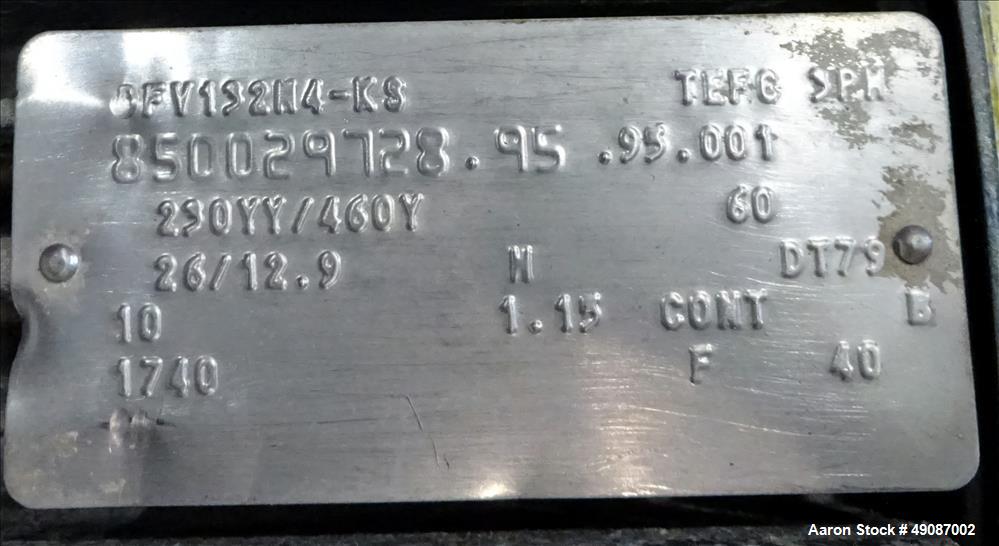 DFV132M4-KS TEFC 3PH
850029728.95 .95.001
230YY/460Y 60
26/12.9 H DT79
10 1.15 CONT B
1740 F 40
Aaron Stock # 49087002